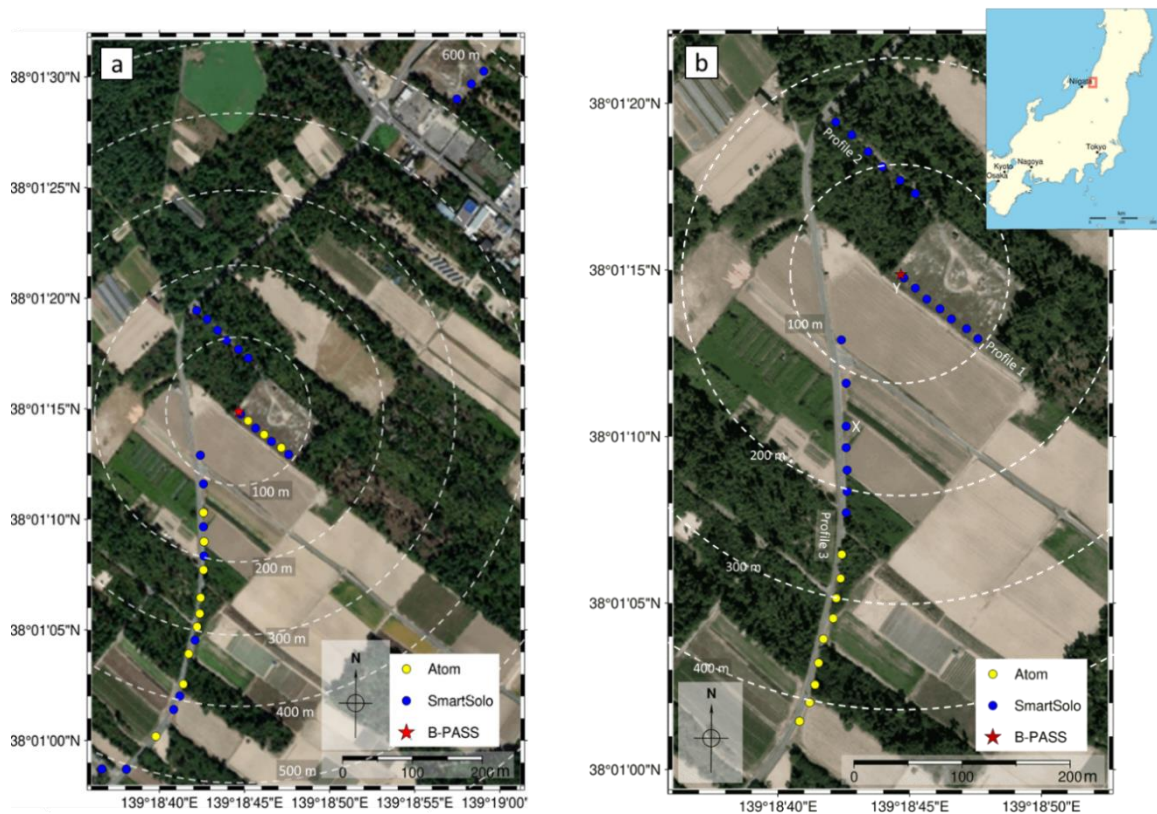 a
600 m
100 m
200 m
300 m
400 m
500 m
38°01'30"N
38°01'25"N
38°01'20"N
38°01'15"N
38°01'10"N
38°01'05"N
38°01'00"N
139°18'40"E
139°18'45"E
139°18'50"E
139°18'55"E
139°19'00"E
N
Atom
SmartSolo
B-PASS
0
100
200 m
b
Profile 2
Y
Profile 1
100 m
X
200 m
Profile 3
300 m
400 m
38°01'20"N
38°01'15"N
38°01'10"N
38°01'05"N
38°01'00"N
139°18'40"E
139°18'45"E
139°18'50"E
N
Atom
SmartSolo
B-PASS
0
100
200 m
Niigata
Tokyo
Nagoya
Kyoto
Osaka
km